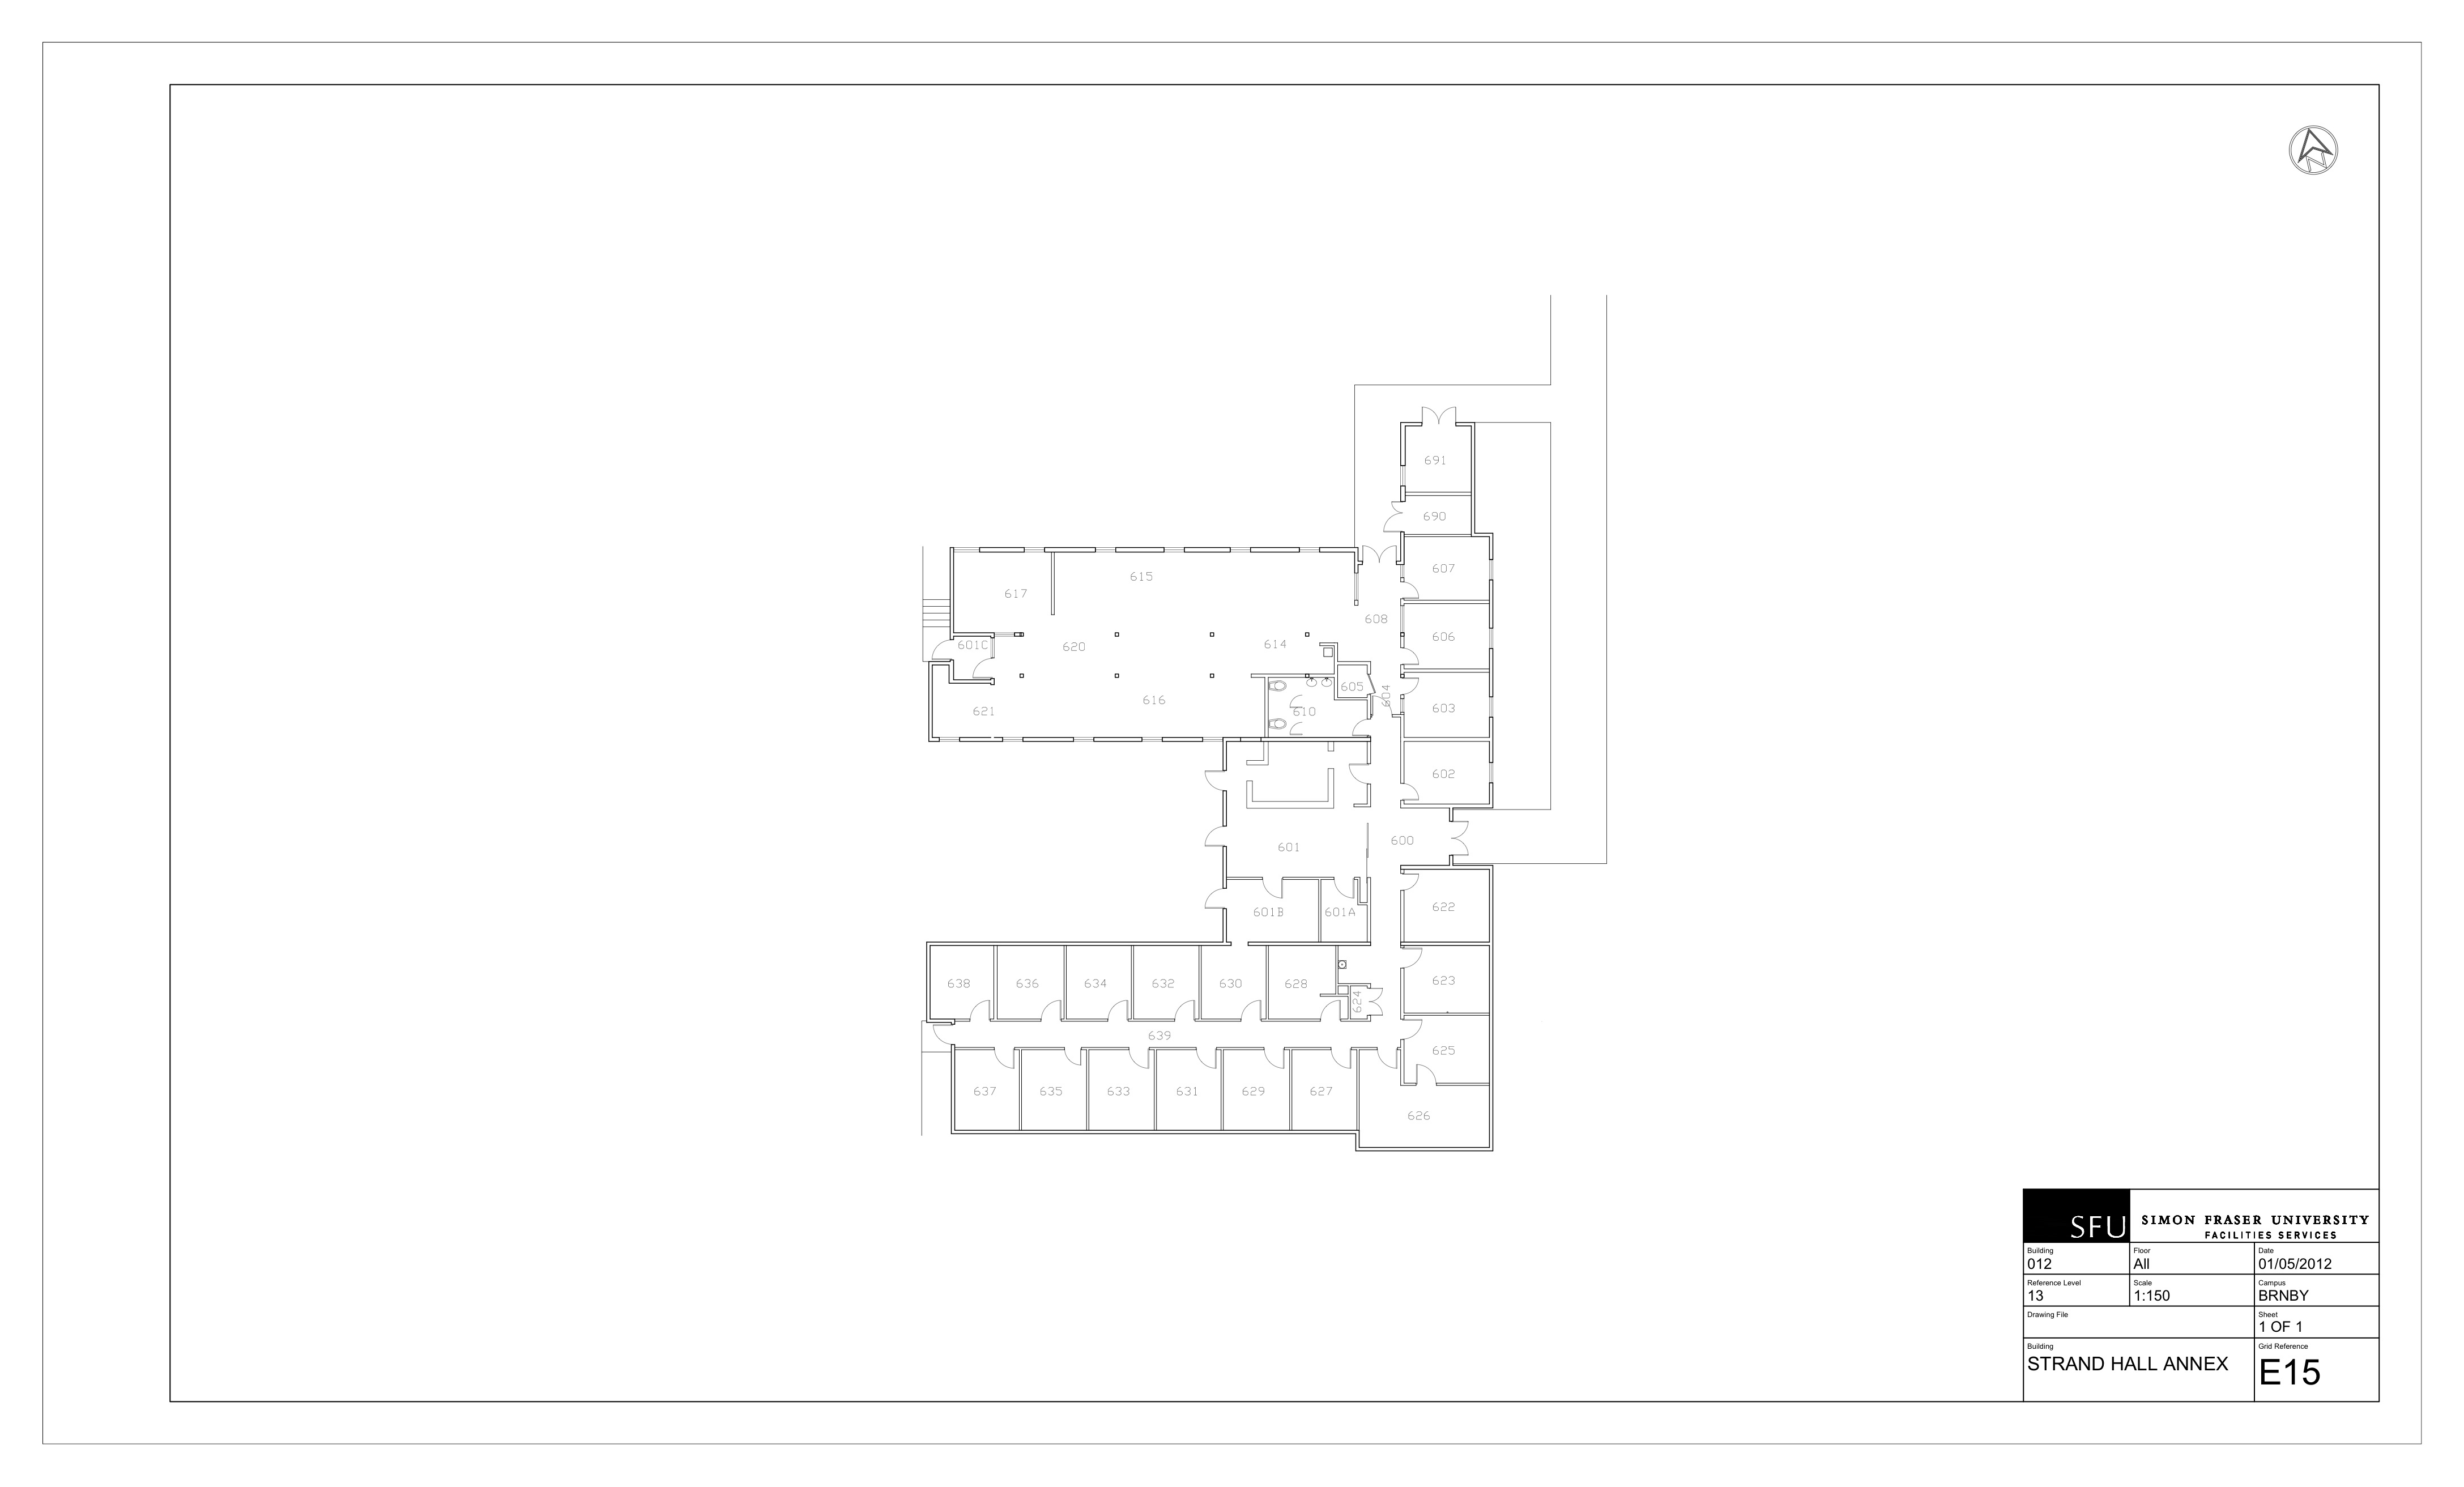 691
690
607
615
617
608
606
614
601C
620
605
604
616
603
621
610
602
600
601
622
601B
601A
623
638
636
634
632
630
628
624
639
625
637
635
633
631
629
627
626
SFU
SIMON FRASER UNIVERSITY
FACILITIES SERVICES
Building
012
Floor
All
Date
01/05/2012
Reference Level
13
Scale
1:150
Campus
BRNBY
Drawing File
Sheet
1 OF 1
Building
STRAND HALL ANNEX
Grid Reference
E15